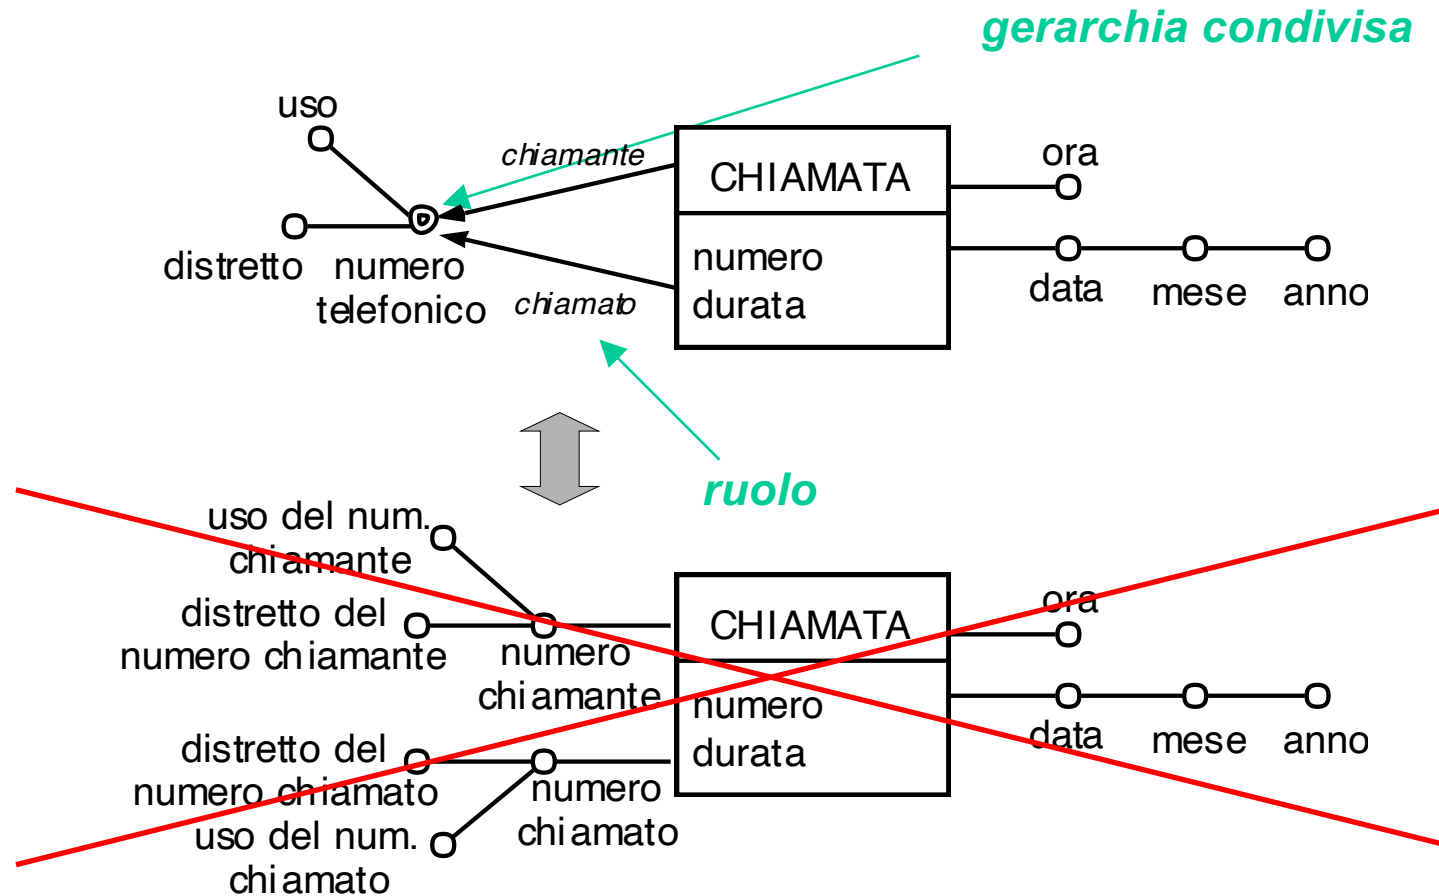 gerarchia condivisa
uso
chiamante
CHIAMATA
ora
distretto
numero
telefonico
chiamato
numero
durata
data
mese
anno
ruolo
uso del num.
chiamante
distretto del
numero chiamante
numero
chiamante
CHIAMATA
ora
numero
durata
data
mese
anno
distretto del
numero chiamato
numero
chiamato
uso del num.
chiamato